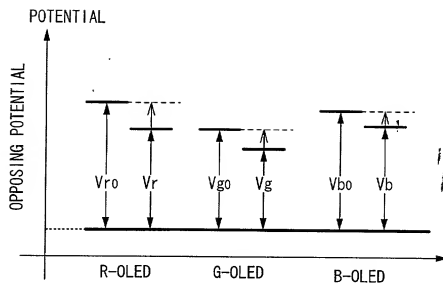 POTENTIAL
OPPOSING POTENTIAL
Vro Vr Vgo Vg Vbo Vb
R-OLED G-OLED B-OLED